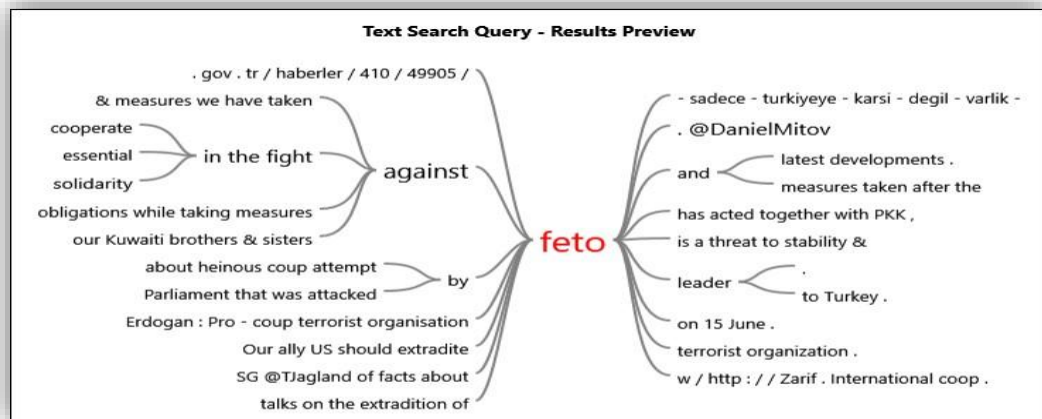 Text Search Query - Results Preview
. gov . tr / haberler / 410 / 49905 /
& measures we have taken
cooperate
essential
solidarity
in the fight
obligations while taking measures
our Kuwaiti brothers & sisters
against
about heinous coup attempt
Parliament that was attacked
by
Erdogan : Pro - coup terrorist organisation
Our ally US should extradite
SG @TJagland of facts about
talks on the extradition of
feto
- sadece - turkiyeye - karsi - degil - varlik -
. @DanielMitov
and
latest developments .
measures taken after the
has acted together with PKK ,
is a threat to stability &
leader
.
to Turkey .
on 15 June .
terrorist organization .
w / http : / / Zarif . International coop .